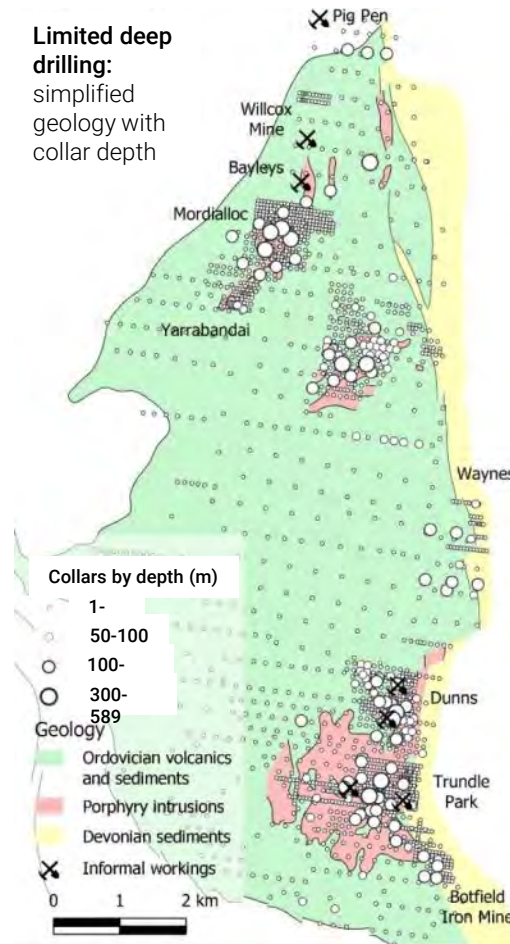 Pig Pen
Limited deep
drilling:
simplified
geology with
collar depth
Willcox
Mine
Bayleys
Mordialloc
Yarrabandai
Waynes
Collars by depth (m)
1-
50-100
100-
300-
589
Dunns
Geology
Ordovician volcanics
and sediments
Trundle
Park
Porphyry intrusions
Devonian sediments
Informal workings
Botfield
Iron Mine
0 1 2 km